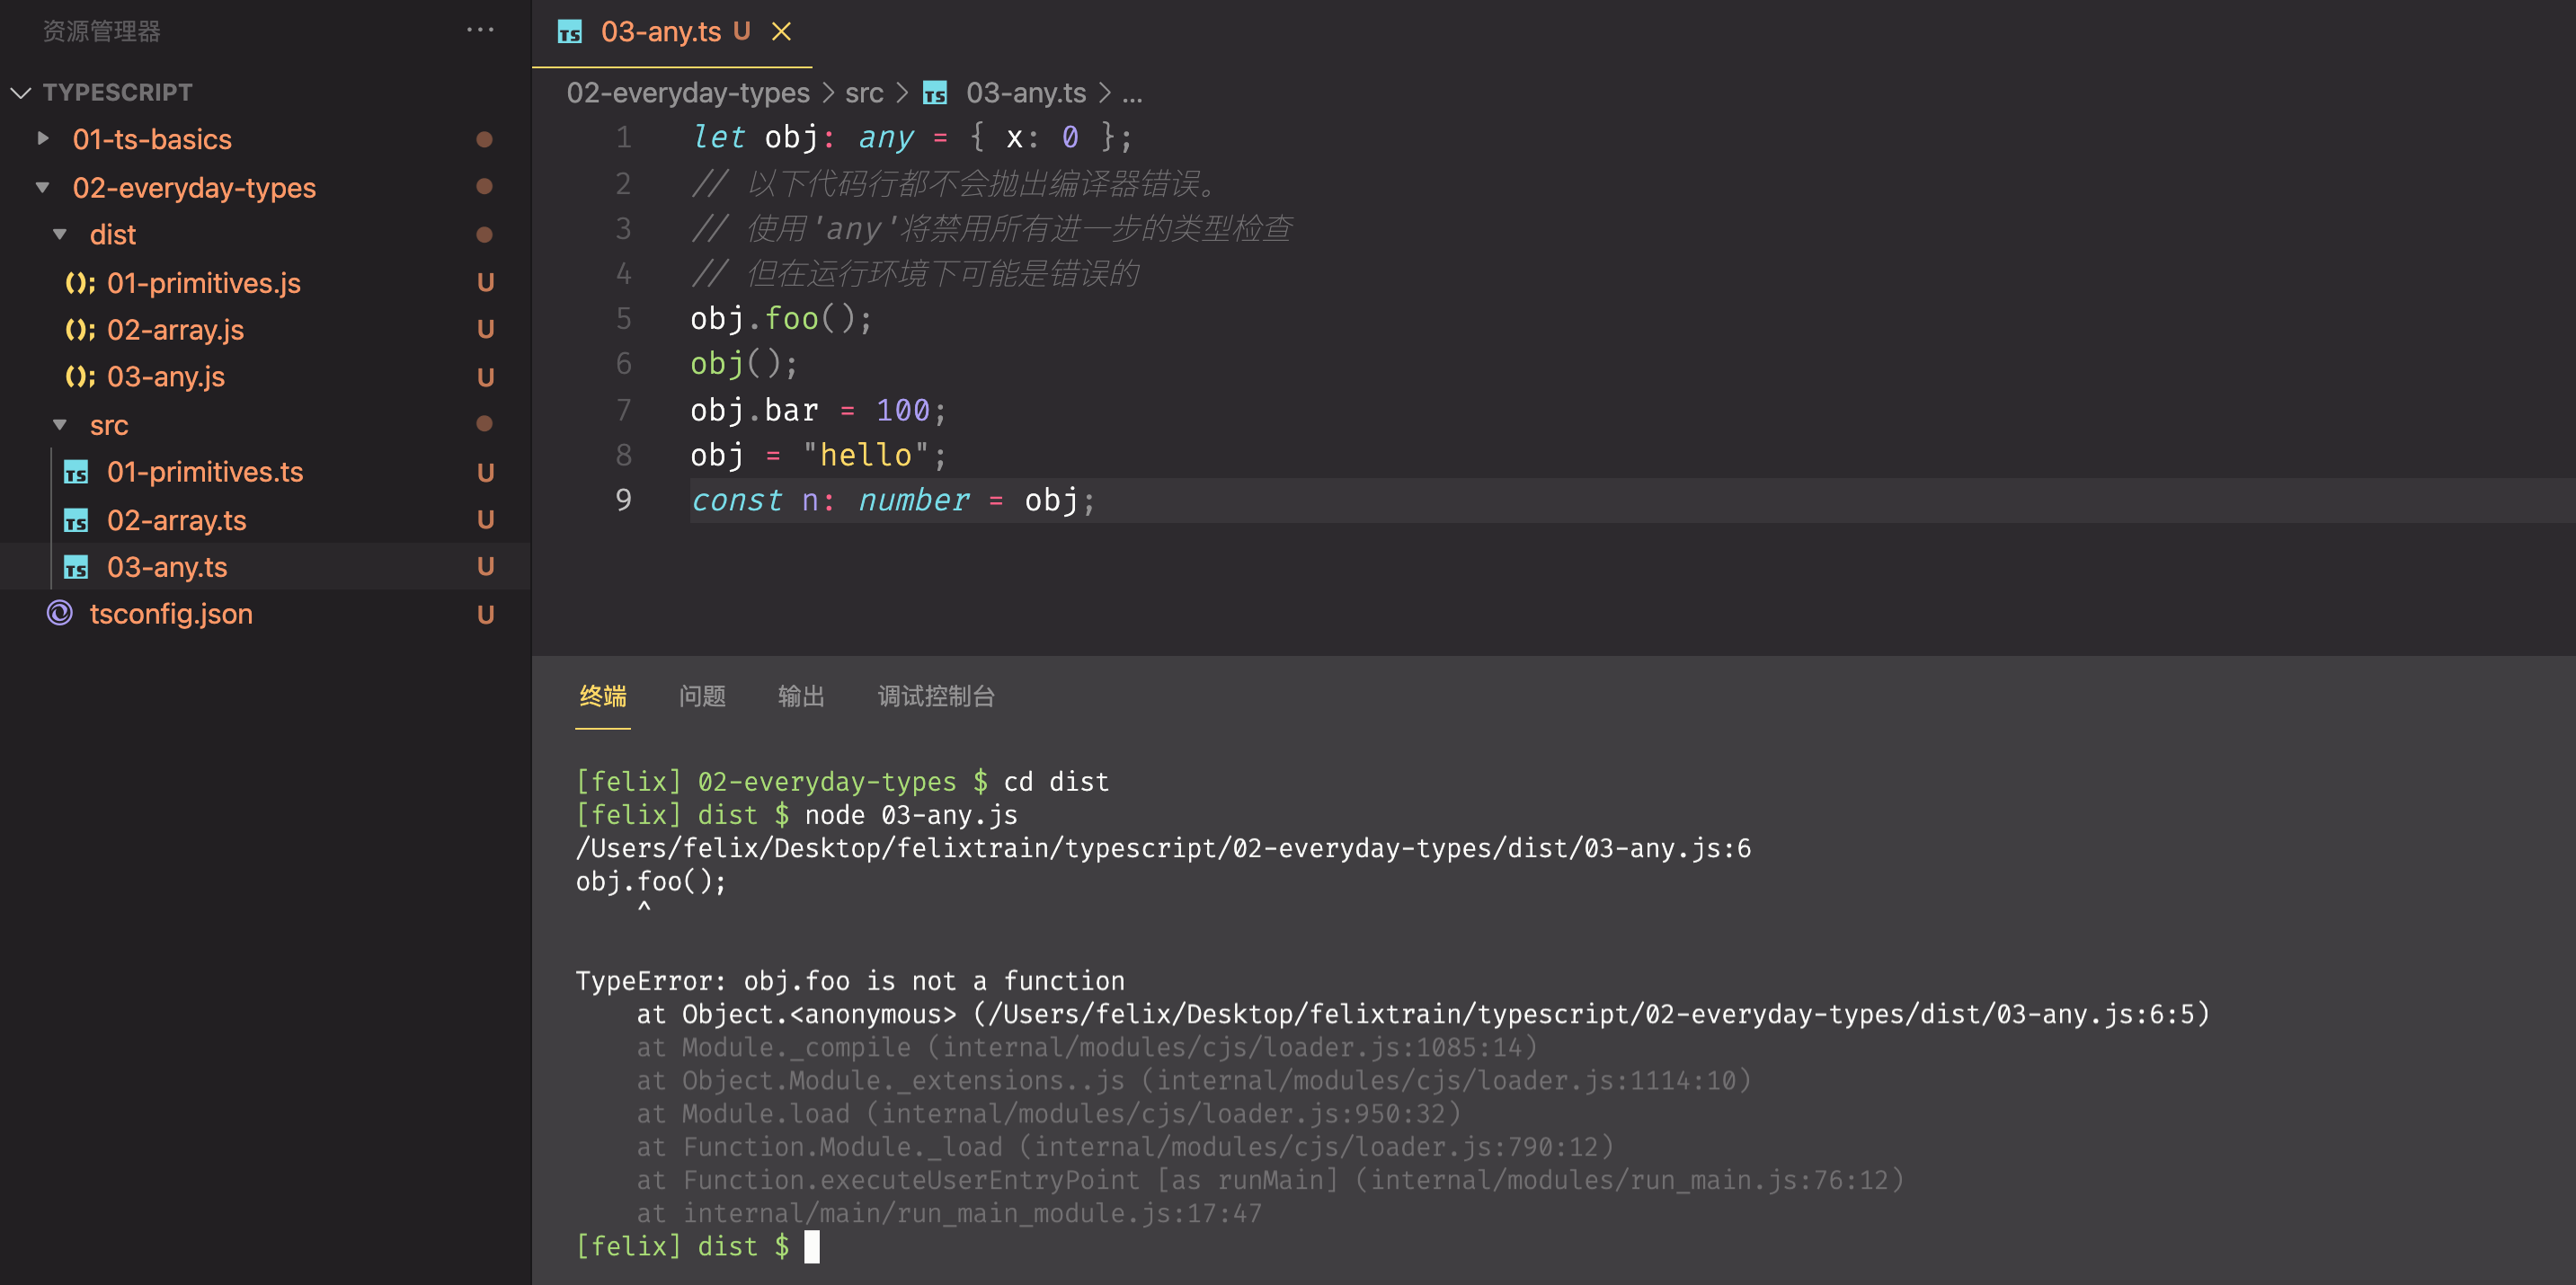 资源管理器 ···
TYPESCRIPT
01-ts-basics
02-everyday-types
dist
01-primitives.js U
02-array.js U
03-any.js U
src
01-primitives.ts U
02-array.ts U
03-any.ts U
tsconfig.json U
TS 03-any.ts U
02-everyday-types > src > TS 03-any.ts > ...
1 let obj: any = { x: 0 };
2 // 以下代码行都不会抛出编译器错误。
3 // 使用'any'将禁用所有进一步的类型检查
4 // 但在运行环境下可能是错误的
5 obj.foo();
6 obj();
7 obj.bar = 100;
8 obj = "hello";
9 const n: number = obj;
终端 问题 输出 调试控制台
[felix] 02-everyday-types $ cd dist
[felix] dist $ node 03-any.js
/Users/felix/Desktop/felixtrain/typescript/02-everyday-types/dist/03-any.js:6
obj.foo();
^
TypeError: obj.foo is not a function
at Object.<anonymous> (/Users/felix/Desktop/felixtrain/typescript/02-everyday-types/dist/03-any.js:6:5)
at Module._compile (internal/modules/cjs/loader.js:1085:14)
at Object.Module._extensions..js (internal/modules/cjs/loader.js:1114:10)
at Module.load (internal/modules/cjs/loader.js:950:32)
at Function.Module._load (internal/modules/cjs/loader.js:790:12)
at Function.executeUserEntryPoint [as runMain] (internal/modules/run_main.js:76:12)
at internal/main/run_main_module.js:17:47
[felix] dist $